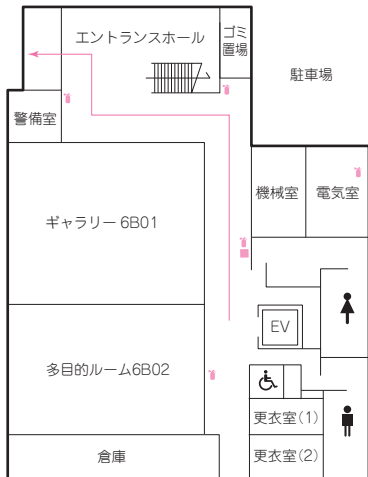 エントランスホール
ゴミ
置場
駐車場
警備室
機械室
電気室
ギャラリー 6B01
EV
多目的ルーム6B02
更衣室(1)
倉庫
更衣室(2)